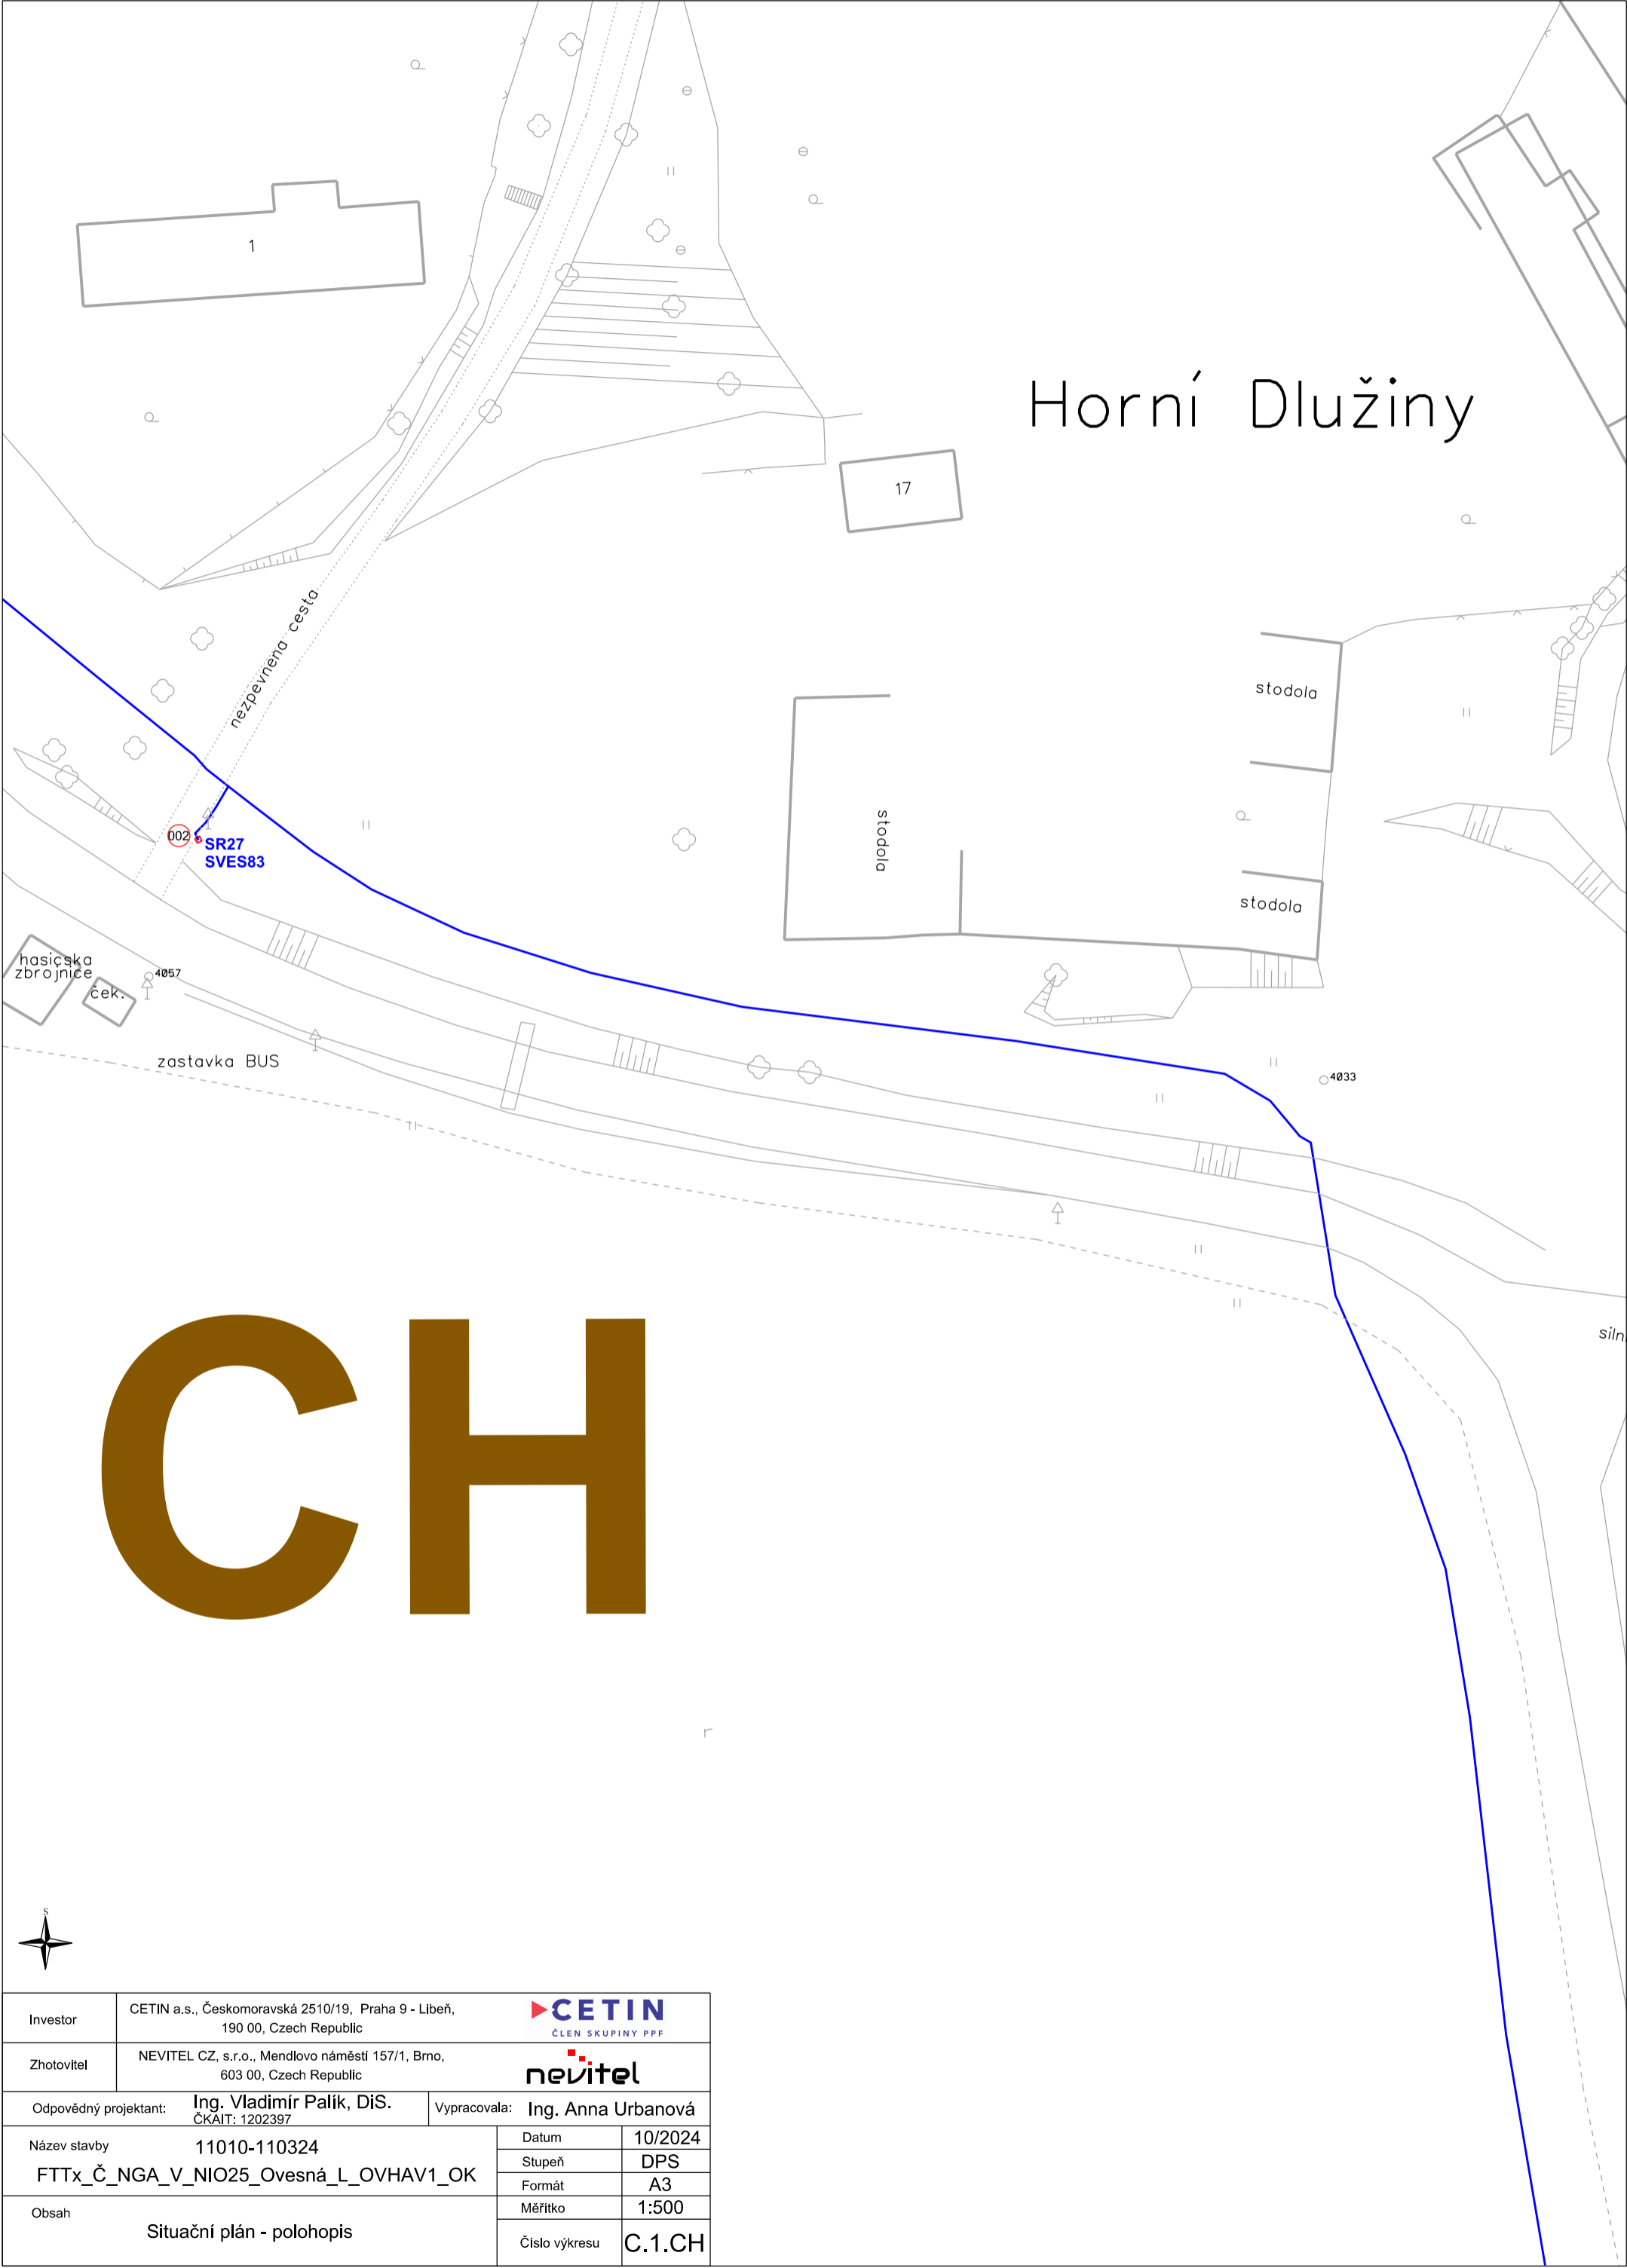 1
Horní Dlužiny
17
nezpevnena cesta
stodola
stodola
stodola
002
SR27
SVES83
hasicska
zbrojnice
ček.
4057
zastavka BUS
4033
siln
CH
S
Investor
CETIN a.s., Českomoravská 2510/19, Praha 9 - Libeň,
190 00, Czech Republic
CETIN
ČLEN SKUPINY PPF
Zhotovitel
NEVITEL CZ, s.r.o., Mendlovo náměstí 157/1, Brno,
603 00, Czech Republic
nevitel
Odpovědný projektant: Ing. Vladimír Palík, DiS.
ČKAIT: 1202397
Vypracovala: Ing. Anna Urbanová
Název stavby 11010-110324
FTTx_Č_NGA_V_NIO25_Ovesná_L_OVHAV1_OK
Datum 10/2024
Stupeň DPS
Formát A3
Měřítko 1:500
Obsah
Situační plán - polohopis
Číslo výkresu C.1.CH